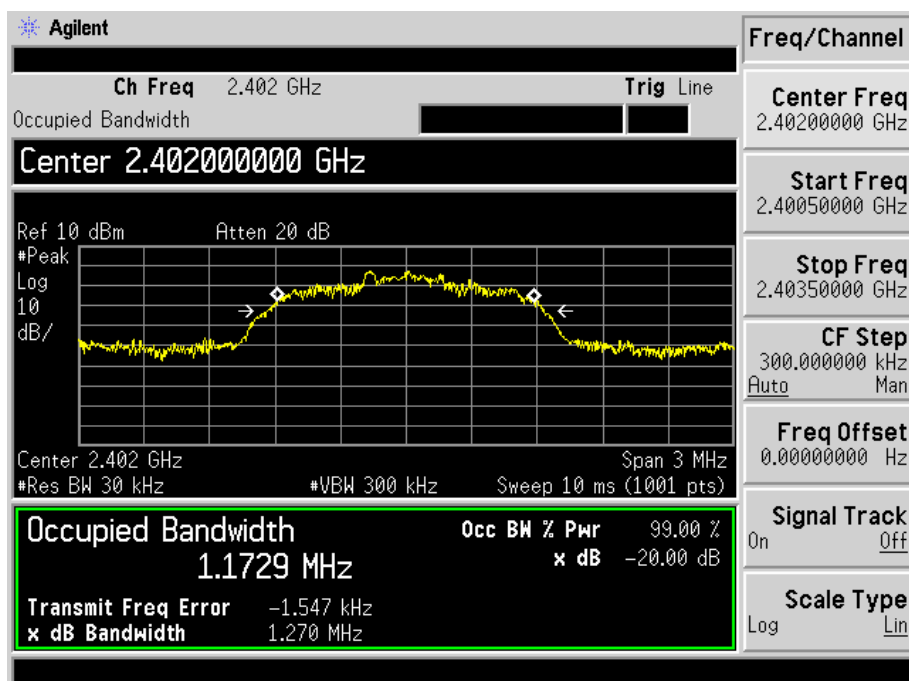 Agilent
Freq/Channel
Ch Freq 2.402 GHz Trig Line
Occupied Bandwidth
Center 2.402000000 GHz
Ref 10 dBm Atten 20 dB
#Peak
Log
10
dB/
Center 2.402 GHz Span 3 MHz
#Res BW 30 kHz #VBW 300 kHz Sweep 10 ms (1001 pts)
Occupied Bandwidth Occ BW % Pwr 99.00 %
1.1729 MHz x dB -20.00 dB
Transmit Freq Error -1.547 kHz
x dB Bandwidth 1.270 MHz
Center Freq
2.40200000 GHz
Start Freq
2.40050000 GHz
Stop Freq
2.40350000 GHz
CF Step
300.000000 kHz
Auto Man
Freq Offset
0.00000000 Hz
Signal Track
On Off
Scale Type
Log Lin